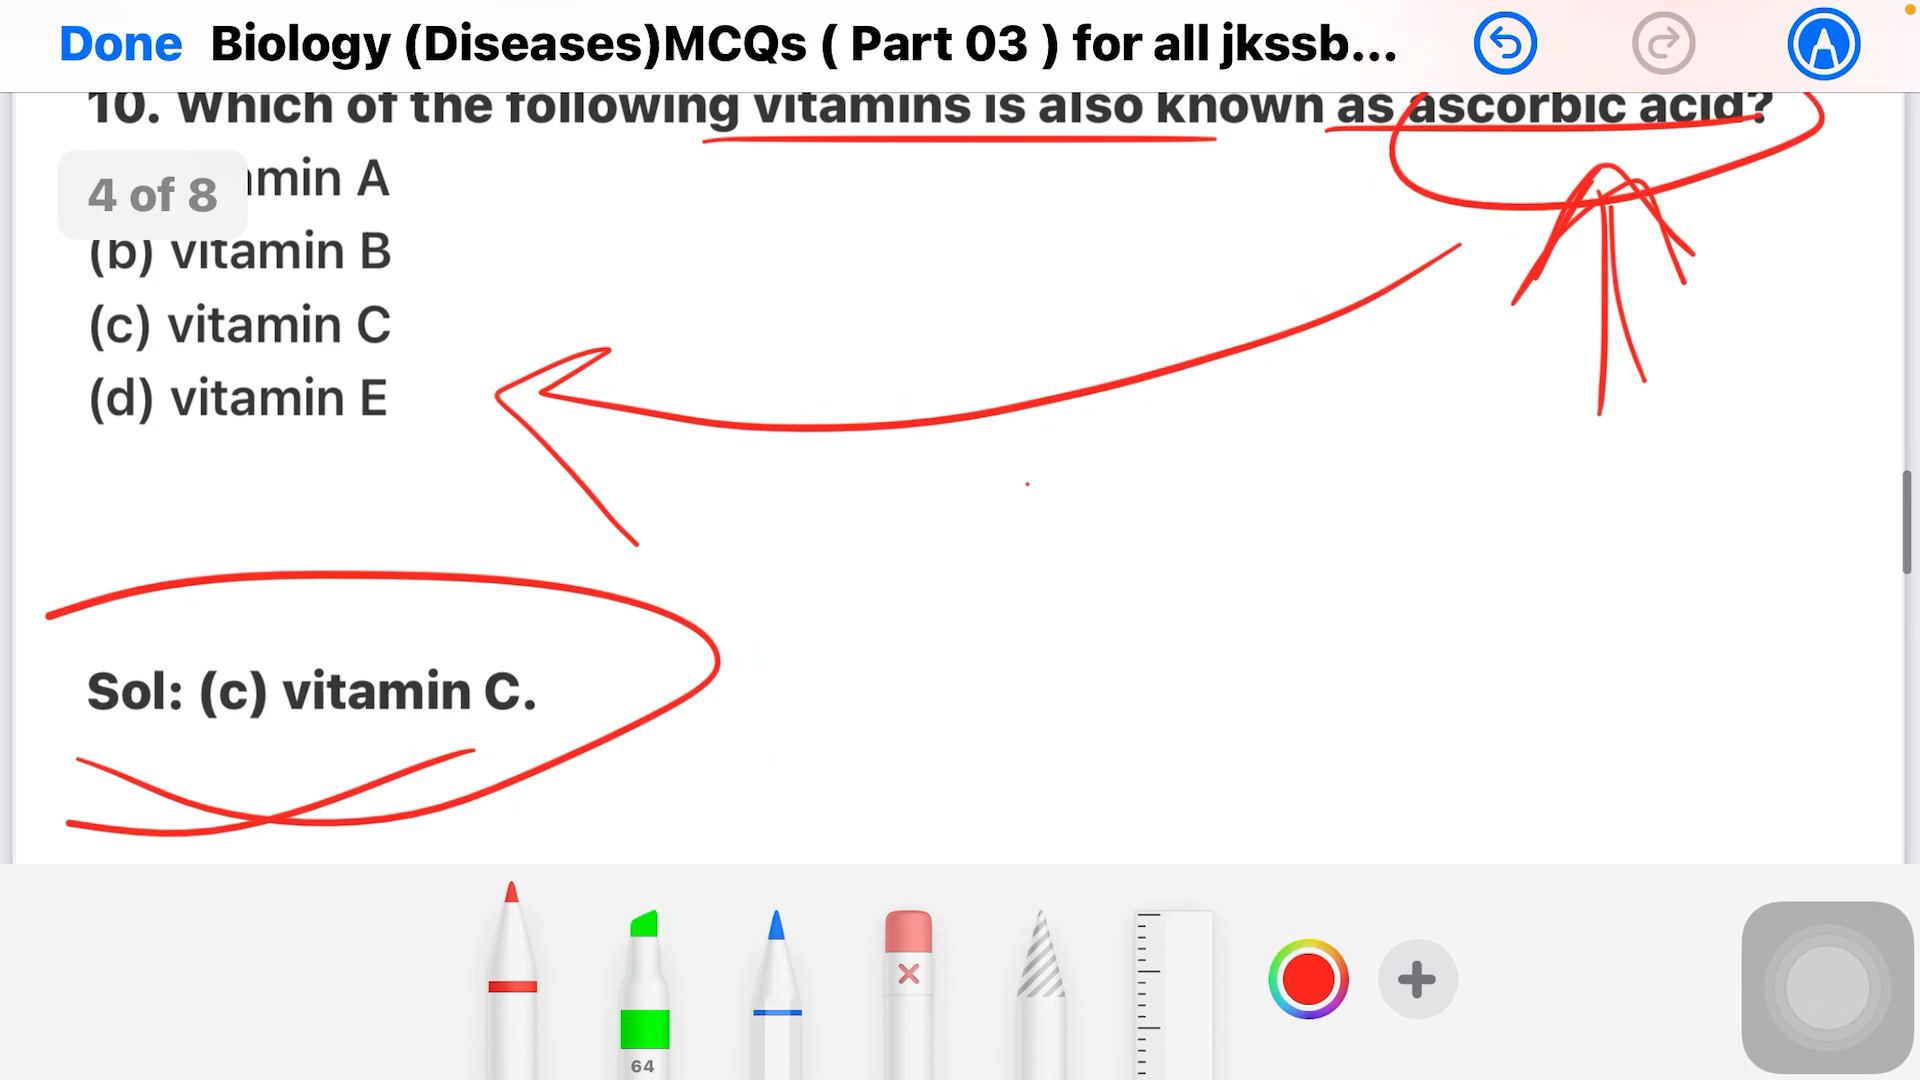 Done Biology (Diseases)MCQs ( Part 03 ) for all jkssb...
10. Which of the following vitamins is also known as ascorbic acid?
4 of 8
amin A
(b) vitamin B
(c) vitamin C
(d) vitamin E
Sol: (c) vitamin C.
64